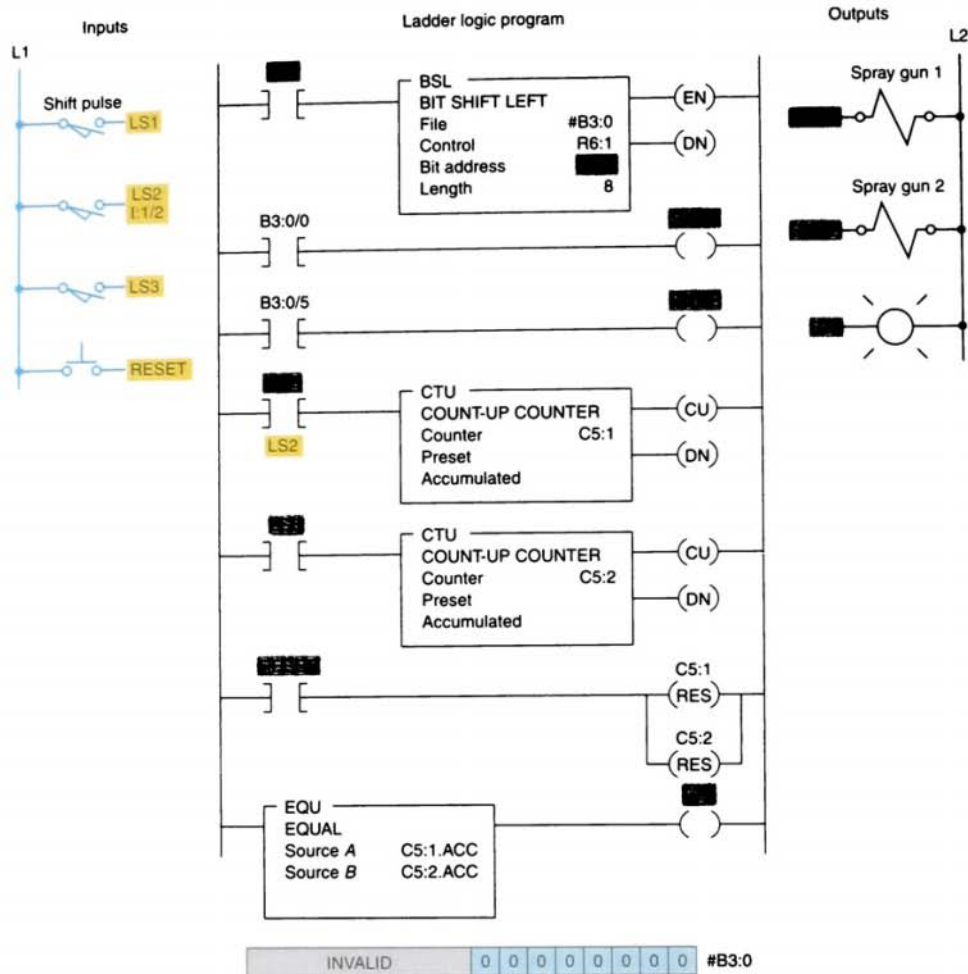 Inputs
Ladder logic program
Outputs
L1
L2
Shift pulse
LS1
LS2
I:1/2
LS3
RESET
BSL
BIT SHIFT LEFT
File #B3:0
Control R6:1
Bit address
Length 8
EN
DN
B3:0/0
B3:0/5
LS2
CTU
COUNT-UP COUNTER
Counter C5:1
Preset
Accumulated
CU
DN
CTU
COUNT-UP COUNTER
Counter C5:2
Preset
Accumulated
CU
DN
C5:1
RES
C5:2
RES
EQU
EQUAL
Source A C5:1.ACC
Source B C5:2.ACC
Spray gun 1
Spray gun 2
INVALID 0 0 0 0 0 0 0 0 #B3:0